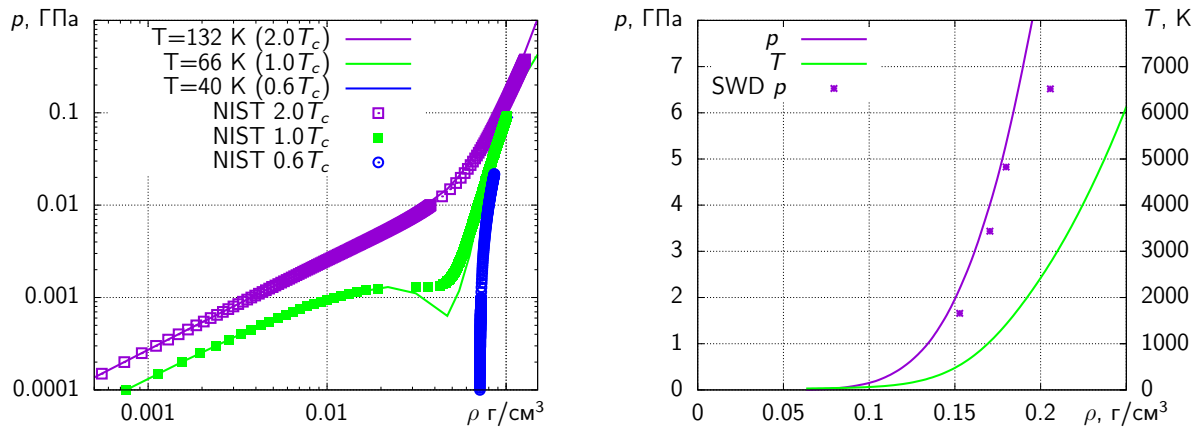 p, ГПа
T=132 K (2.0T_c)
T=66 K (1.0T_c)
T=40 K (0.6T_c)
NIST 2.0T_c
NIST 1.0T_c
NIST 0.6T_c
0.1
0.01
0.001
0.0001
0.001
0.01
ρ г/см³
p, ГПа
T, К
p
T
SWD p
7
6
5
4
3
2
1
0
7000
6000
5000
4000
3000
2000
1000
0
0
0.05
0.1
0.15
0.2
ρ, г/см³